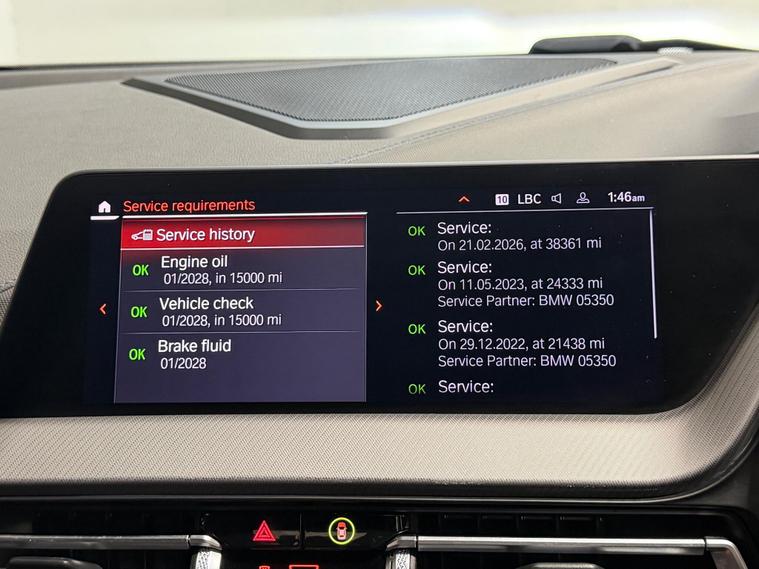 Service requirements
10 LBC 1:46am
Service history
OK Engine oil
01/2028, in 15000 mi
OK Vehicle check
01/2028, in 15000 mi
OK Brake fluid
01/2028
OK Service:
On 21.02.2026, at 38361 mi
OK Service:
On 11.05.2023, at 24333 mi
Service Partner: BMW 05350
OK Service:
On 29.12.2022, at 21438 mi
Service Partner: BMW 05350
OK Service: